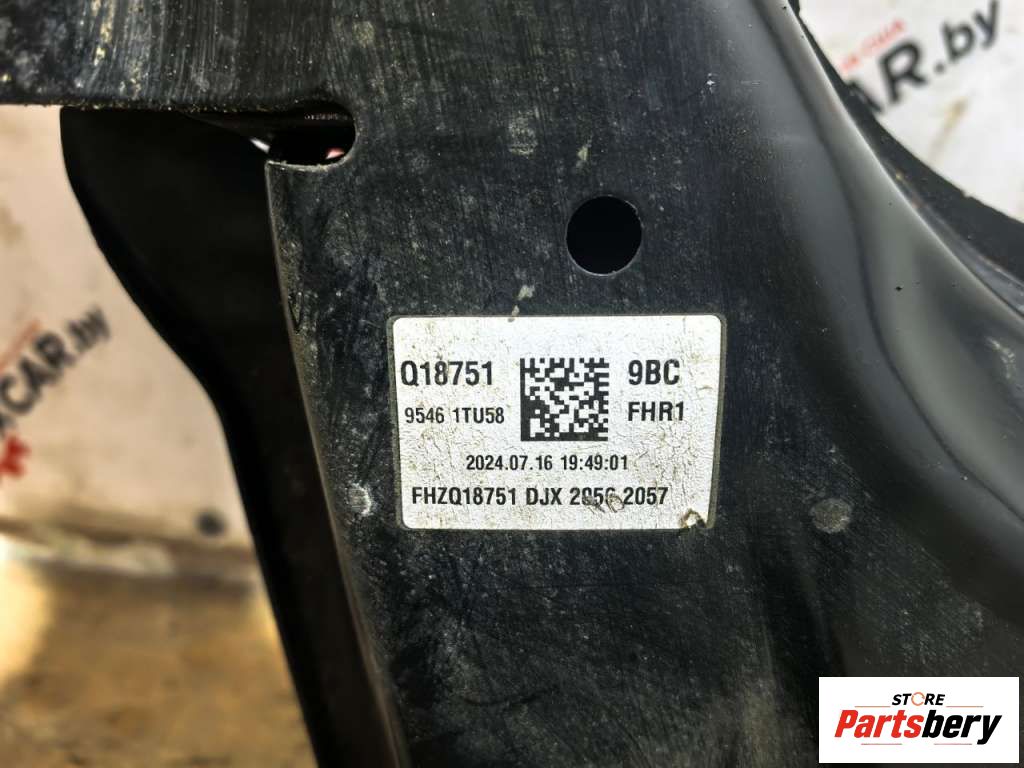 CAR.by
CAR.by
Q18751
9BC
9546 1TU58
FHR1
2024.07.16 19:49:01
FHZQ18751 DJX 2056 2057
STORE
Partsbery